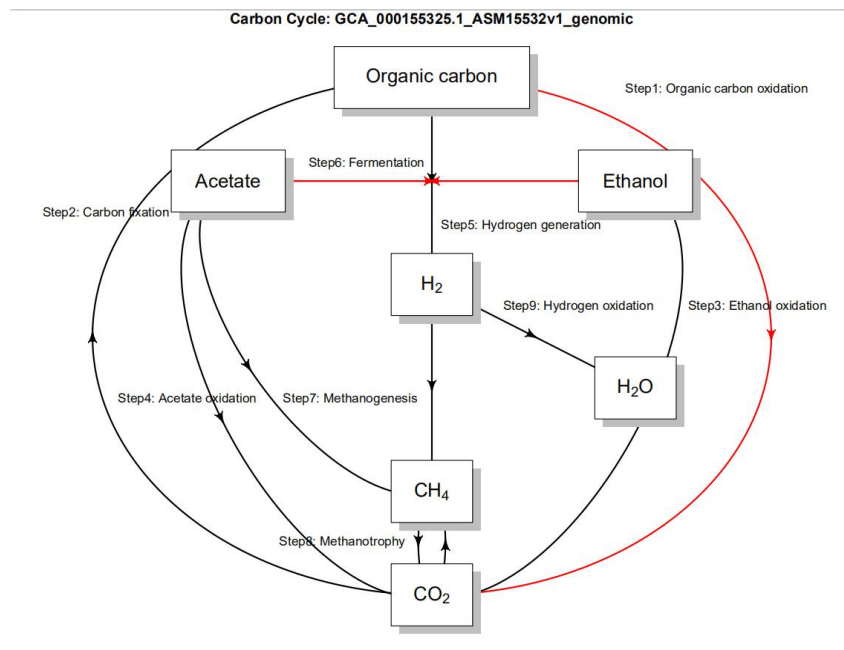 Carbon Cycle: GCA_000155325.1_ASM15532v1_genomic
Organic carbon
Step1: Organic carbon oxidation
Step6: Fermentation
Acetate
Ethanol
Step2: Carbon fixation
Step5: Hydrogen generation
H₂
Step9: Hydrogen oxidation
Step3: Ethanol oxidation
H₂O
Step4: Acetate oxidation
Step7: Methanogenesis
CH₄
Step8: Methanotrophy
CO₂